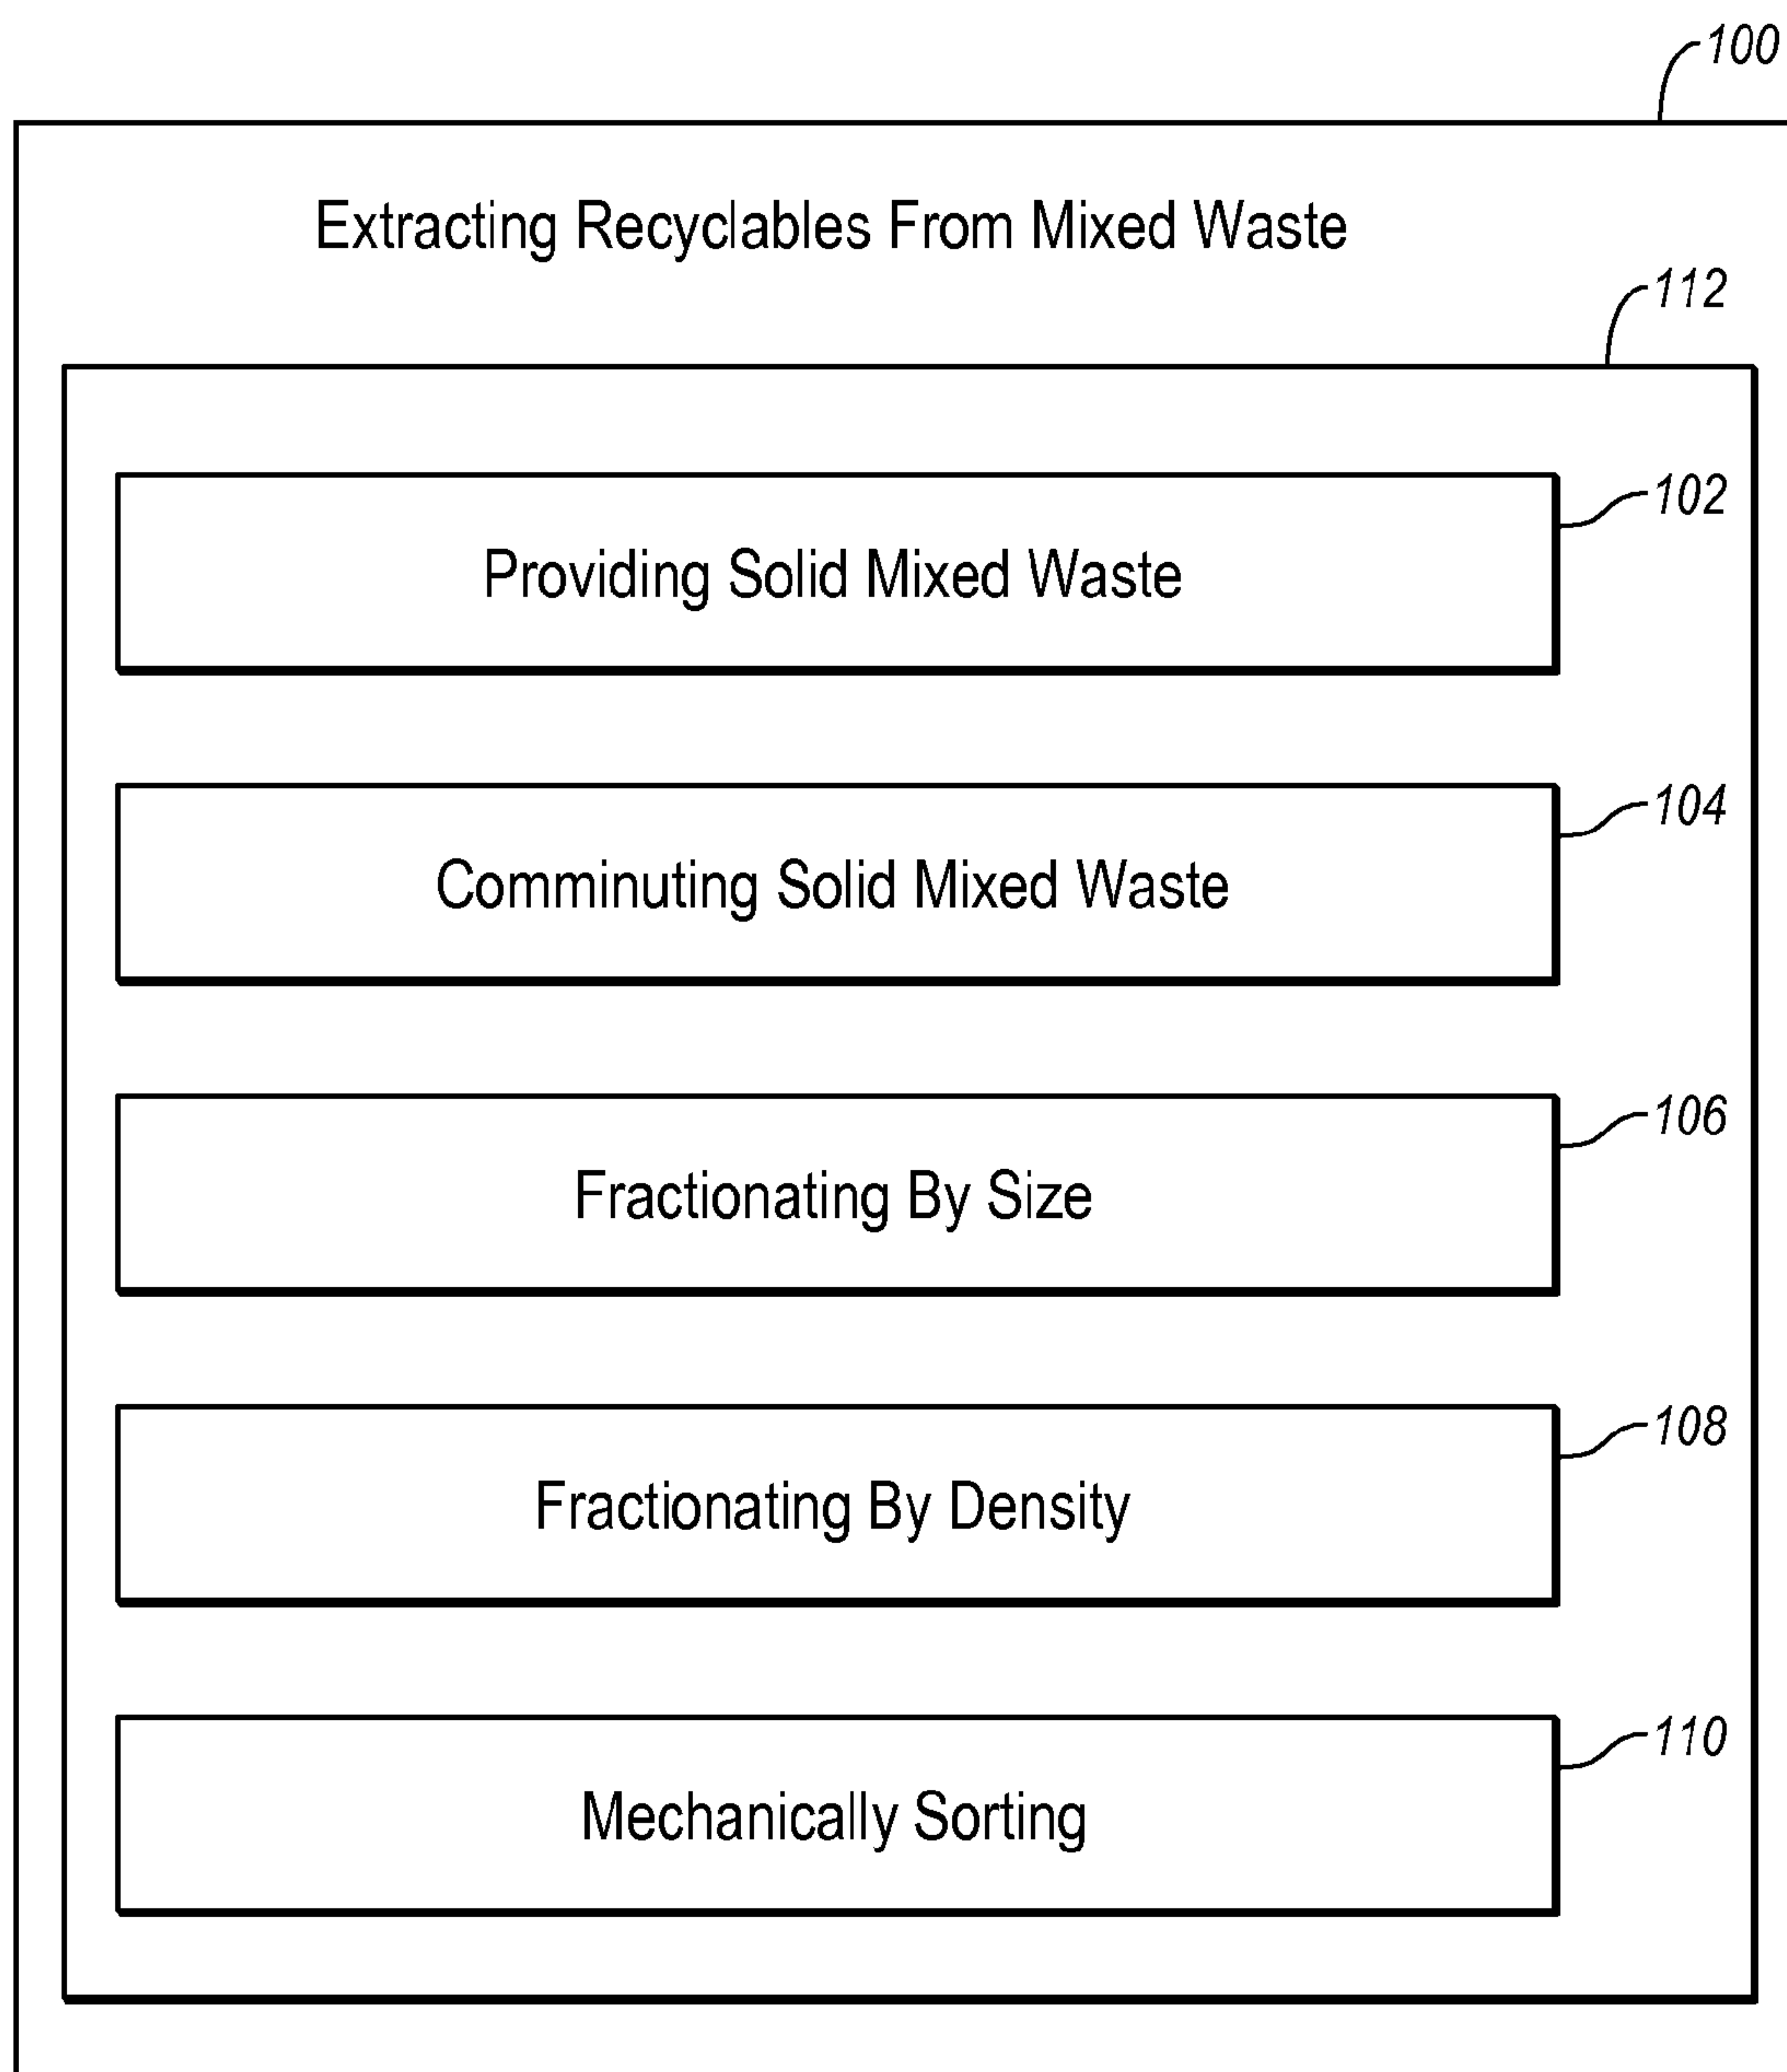 100
Extracting Recyclables From Mixed Waste
112
102
Providing Solid Mixed Waste
104
Comminuting Solid Mixed Waste
106
Fractionating By Size
108
Fractionating By Density
110
Mechanically Sorting